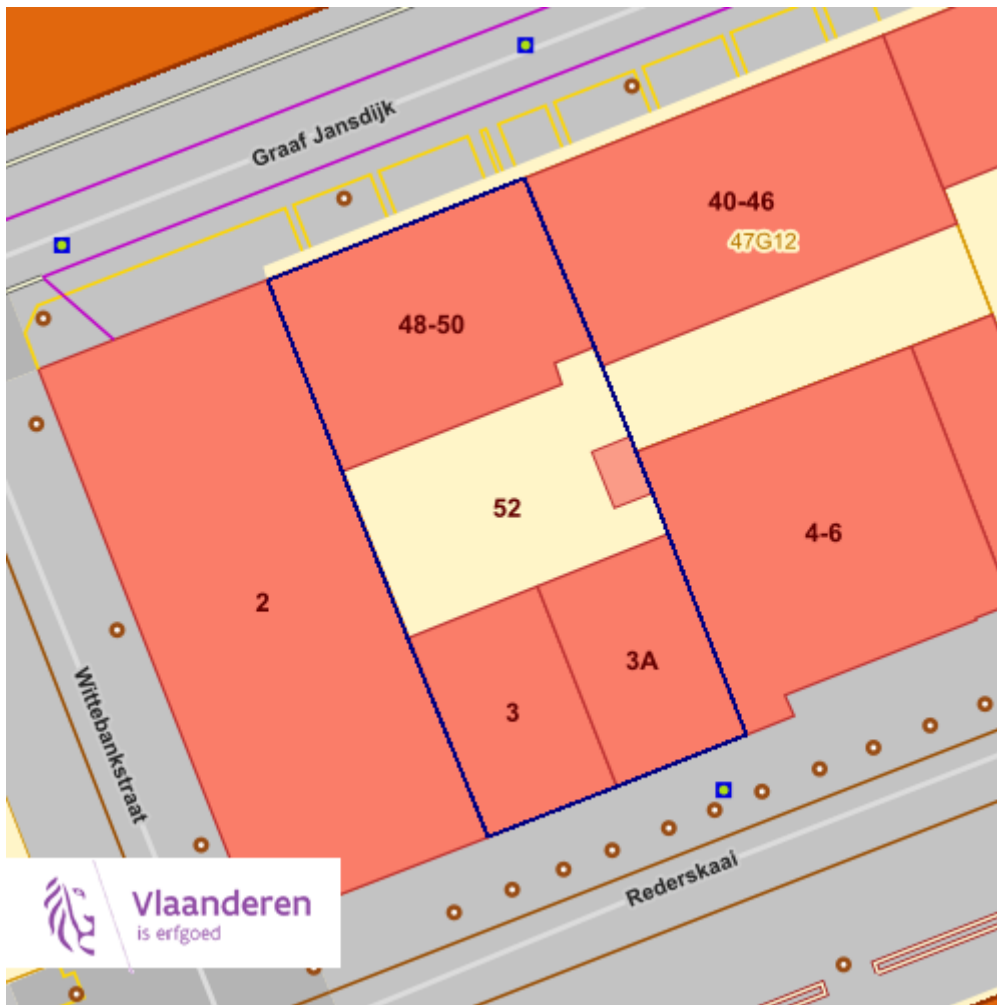 Graaf Jansdijk
40-46
47G12
48-50
52
4-6
2
3A
3
Wittebankstraat
Rederskaai
Vlaanderen
is erfgoed